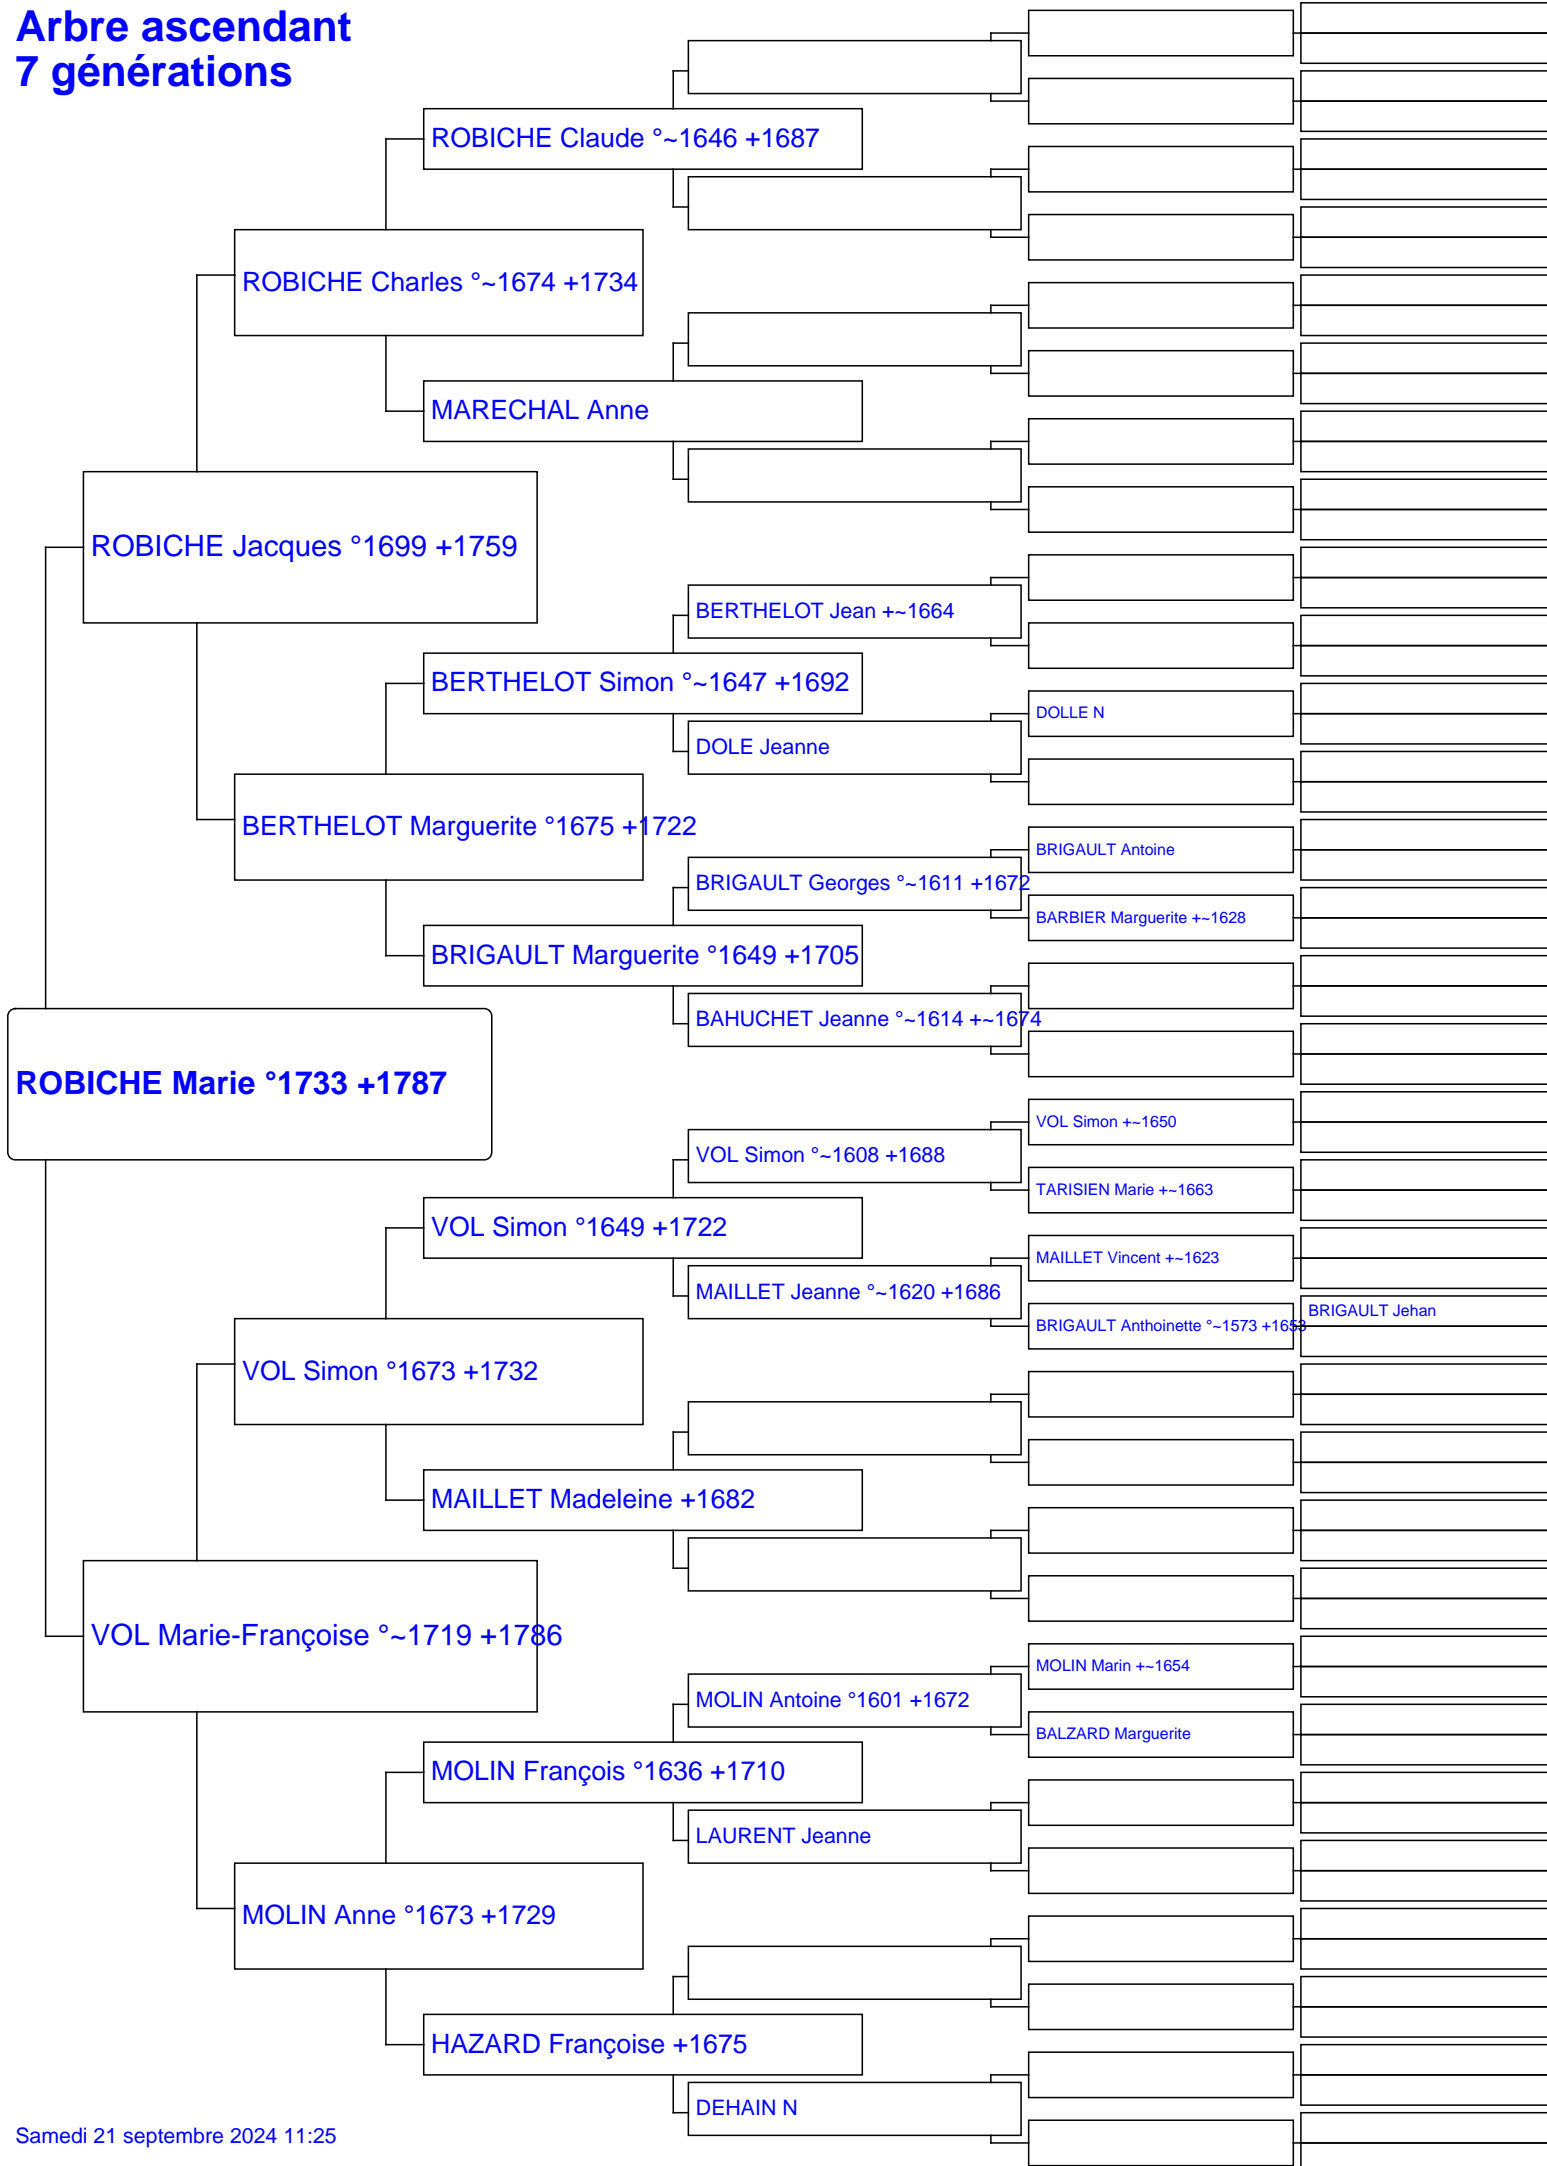 Arbre ascendant
7 générations
ROBICHE Claude °~1646 +1687
ROBICHE Charles °~1674 +1734
MARECHAL Anne
ROBICHE Jacques °1699 +1759
BERTHELOT Jean +~1664
BERTHELOT Simon °~1647 +1692
DOLLE N
DOLE Jeanne
BERTHELOT Marguerite °1675 +1722
BRIGAULT Antoine
BRIGAULT Georges °~1611 +1672
BARBIER Marguerite +~1628
BRIGAULT Marguerite °1649 +1705
BAHUCHET Jeanne °~1614 +~1674
ROBICHE Marie °1733 +1787
VOL Simon +~1650
VOL Simon °~1608 +1688
TARISIEN Marie +~1663
VOL Simon °1649 +1722
MAILLET Vincent +~1623
MAILLET Jeanne °~1620 +1686
BRIGAULT Jehan
BRIGAULT Anthoinette °~1573 +1653
VOL Simon °1673 +1732
MAILLET Madeleine +1682
VOL Marie-Françoise °~1719 +1786
MOLIN Marin +~1654
MOLIN Antoine °1601 +1672
BALZARD Marguerite
MOLIN François °1636 +1710
LAURENT Jeanne
MOLIN Anne °1673 +1729
HAZARD Françoise +1675
DEHAIN N
Samedi 21 septembre 2024 11:25